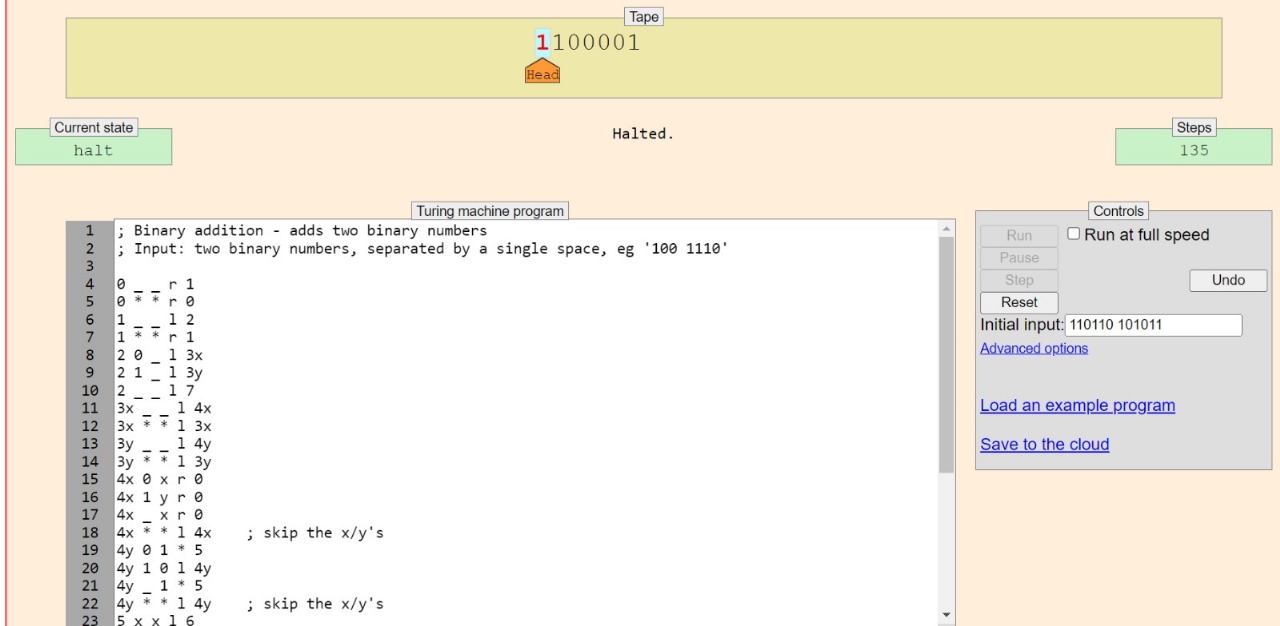 Tape
1100001
Head
Current state
halt
Halted.
Steps
135
Turing machine program
1 ; Binary addition - adds two binary numbers
2 ; Input: two binary numbers, separated by a single space, eg '100 1110'
3
4 0 _ _ r 1
5 0 * * r 0
6 1 _ _ l 2
7 1 * * r 1
8 2 0 _ l 3x
9 2 1 _ l 3y
10 2 _ _ l 7
11 3x _ _ l 4x
12 3x * * l 3x
13 3y _ _ l 4y
14 3y * * l 3y
15 4x 0 x r 0
16 4x 1 y r 0
17 4x _ x r 0
18 4x * * l 4x ; skip the x/y's
19 4y 0 1 * 5
20 4y 1 0 l 4y
21 4y _ 1 * 5
22 4y * * l 4y ; skip the x/y's
23 5 x x l 6
Controls
Run
Run at full speed
Pause
Step
Undo
Reset
Initial input: 110110 101011
Advanced options
Load an example program
Save to the cloud